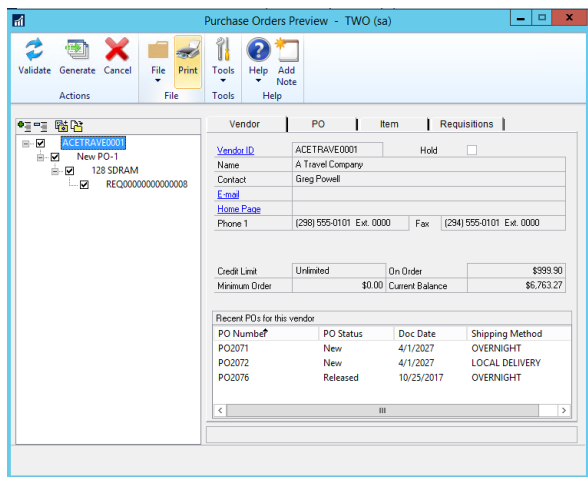 Purchase Orders Preview - TWO (sa)
Validate Generate Cancel File Print Tools Help Add Note
Actions File Tools Help
Vendor PO Item Requisitions
ACETRAVE0001
New PO-1
128 SDRAM
REQ00000000000008
Vendor ID ACETRAVE0001 Hold
Name A Travel Company
Contact Greg Powell
E-mail
Home Page
Phone 1 (298) 555-0101 Ext. 0000 Fax (294) 555-0101 Ext. 0000
Credit Limit Unlimited On Order $999.90
Minimum Order $0.00 Current Balance $6,763.27
Recent POs for this vendor
PO Number PO Status Doc Date Shipping Method
PO2071 New 4/1/2027 OVERNIGHT
PO2072 New 4/1/2027 LOCAL DELIVERY
PO2076 Released 10/25/2017 OVERNIGHT